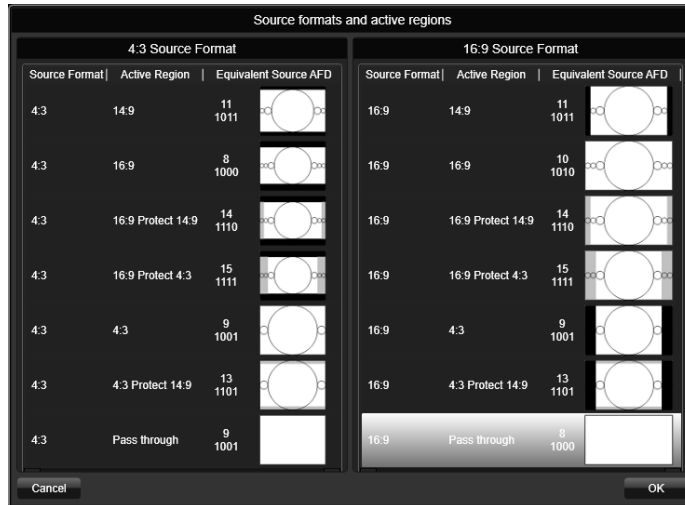 Source formats and active regions
4:3 Source Format
Source Format| Active Region | Equivalent Source AFD
4:3 14:9 11
1011
4:3 16:9 8
1000
4:3 16:9 Protect 14:9 14
1110
4:3 16:9 Protect 4:3 15
1111
4:3 4:3 9
1001
4:3 4:3 Protect 14:9 13
1101
4:3 Pass through 9
1001
16:9 Source Format
Source Format| Active Region | Equivalent Source AFD |
16:9 14:9 11
1011
16:9 16:9 10
1010
16:9 16:9 Protect 14:9 14
1110
16:9 16:9 Protect 4:3 15
1111
16:9 4:3 9
1001
16:9 4:3 Protect 14:9 13
1101
16:9 Pass through 8
1000
Cancel
OK